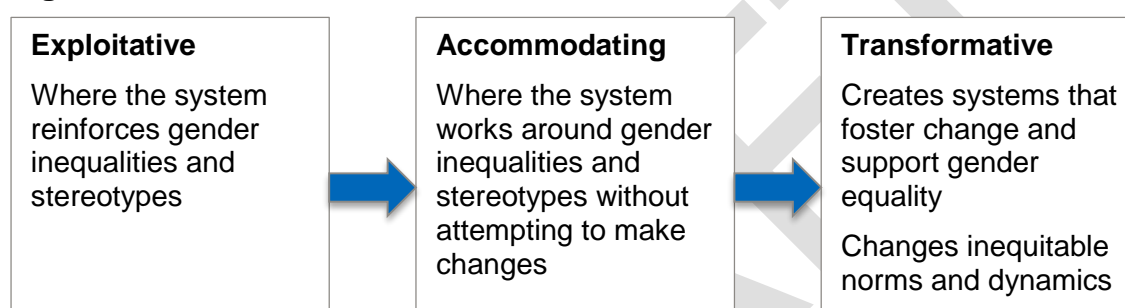 Exploitative
Where the system
reinforces gender
inequalities and
stereotypes
Accommodating
Where the system
works around gender
inequalities and
stereotypes without
attempting to make
changes
Transformative
Creates systems that
foster change and
support gender
equality
Changes inequitable
norms and dynamics